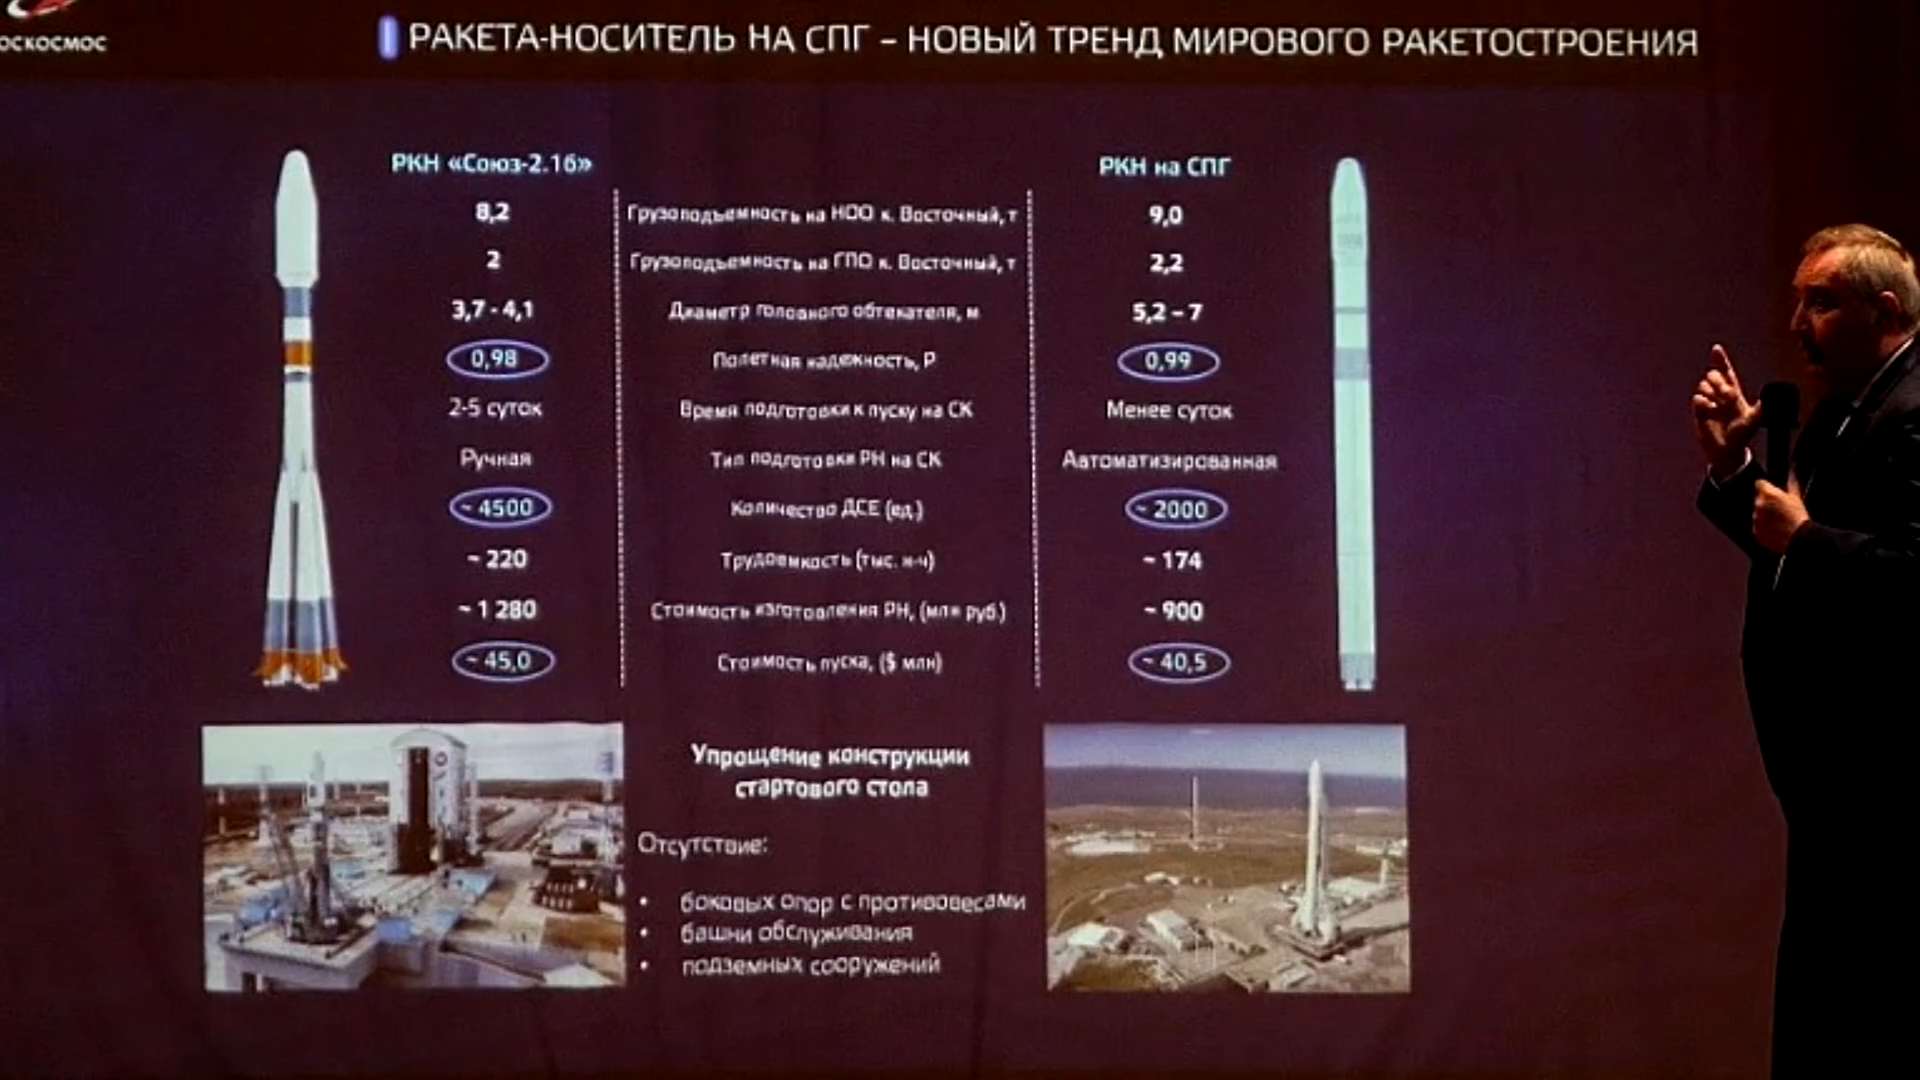 ОСКОСМОС
РАКЕТА-НОСИТЕЛЬ НА СПГ – НОВЫЙ ТРЕНД МИРОВОГО РАКЕТОСТРОЕНИЯ
РКН «Союз-2.1б» РКН на СПГ
8,2 Грузоподъемность на НОО к. Восточный, т 9,0
2 Грузоподъемность на ГПО к. Восточный, т 2,2
3,7 - 4,1 Диаметр головного обтекателя, м 5,2 – 7
0,98 Полетная надежность, Р 0,99
2-5 суток Время подготовки к пуску на СК Менее суток
Ручная Тип подготовки РН на СК Автоматизированная
~ 4500 Количество ДСЕ (ед.) ~ 2000
~ 220 Трудоемкость (тыс. н-ч) ~ 174
~ 1 280 Стоимость изготовления РН, (млн руб.) ~ 900
~ 45,0 Стоимость пуска, ($ млн) ~ 40,5
Упрощение конструкции
стартового стола
Отсутствие:
• боковых опор с противовесами
• башни обслуживания
• подземных сооружений